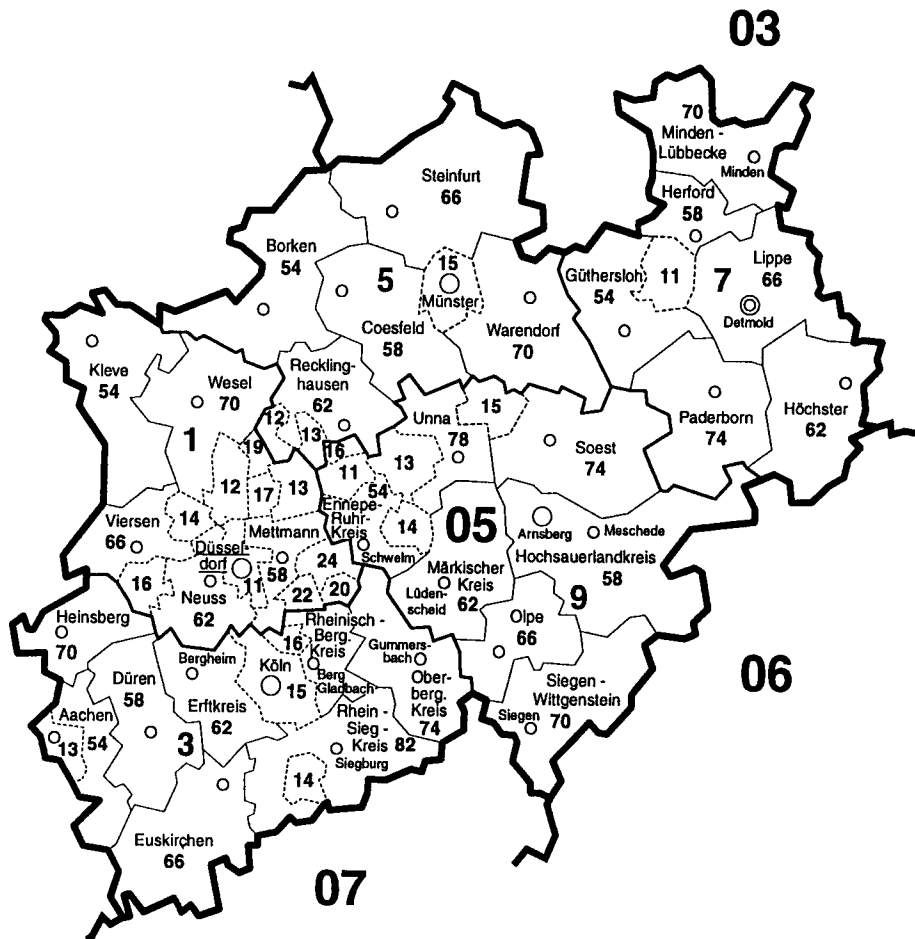 03
70
Minden -
Lübbecke
Minden
Steinfurt
66
Herford
58
Borken
54
5
15
Münster
Güthersloh
54
11
7
Lippe
66
Detmold
Coesfeld
58
Warendorf
70
Kleve
54
Wesel
70
Reckling-
hausen
62
12
13
16
19
1
Unna
78
15
Soest
74
Paderborn
74
Höchster
62
12
17
13
11
54
13
14
Viersen
66
14
Mettmann
Ennepe-
Ruhr
Kreis
Schwelm
05
Arnsberg
Meschede
Hochsauerlandkreis
58
Düssel-
dorf
11
58
24
22
20
16
Neuss
62
Märkischer
Kreis
62
Lüden-
scheid
9
Olpe
66
Heinsberg
70
Rheinisch -
Berg.
Kreis
16
Gummers-
bach
Bergheim
Köln
15
Berg
Gladbach
Ober-
berg.
Kreis
74
Siegen -
Wittgenstein
70
Siegen
06
Düren
58
Erftkreis
62
Aachen
54
13
3
Rhein -
Sieg -
Kreis
82
Siegburg
14
Euskirchen
66
07